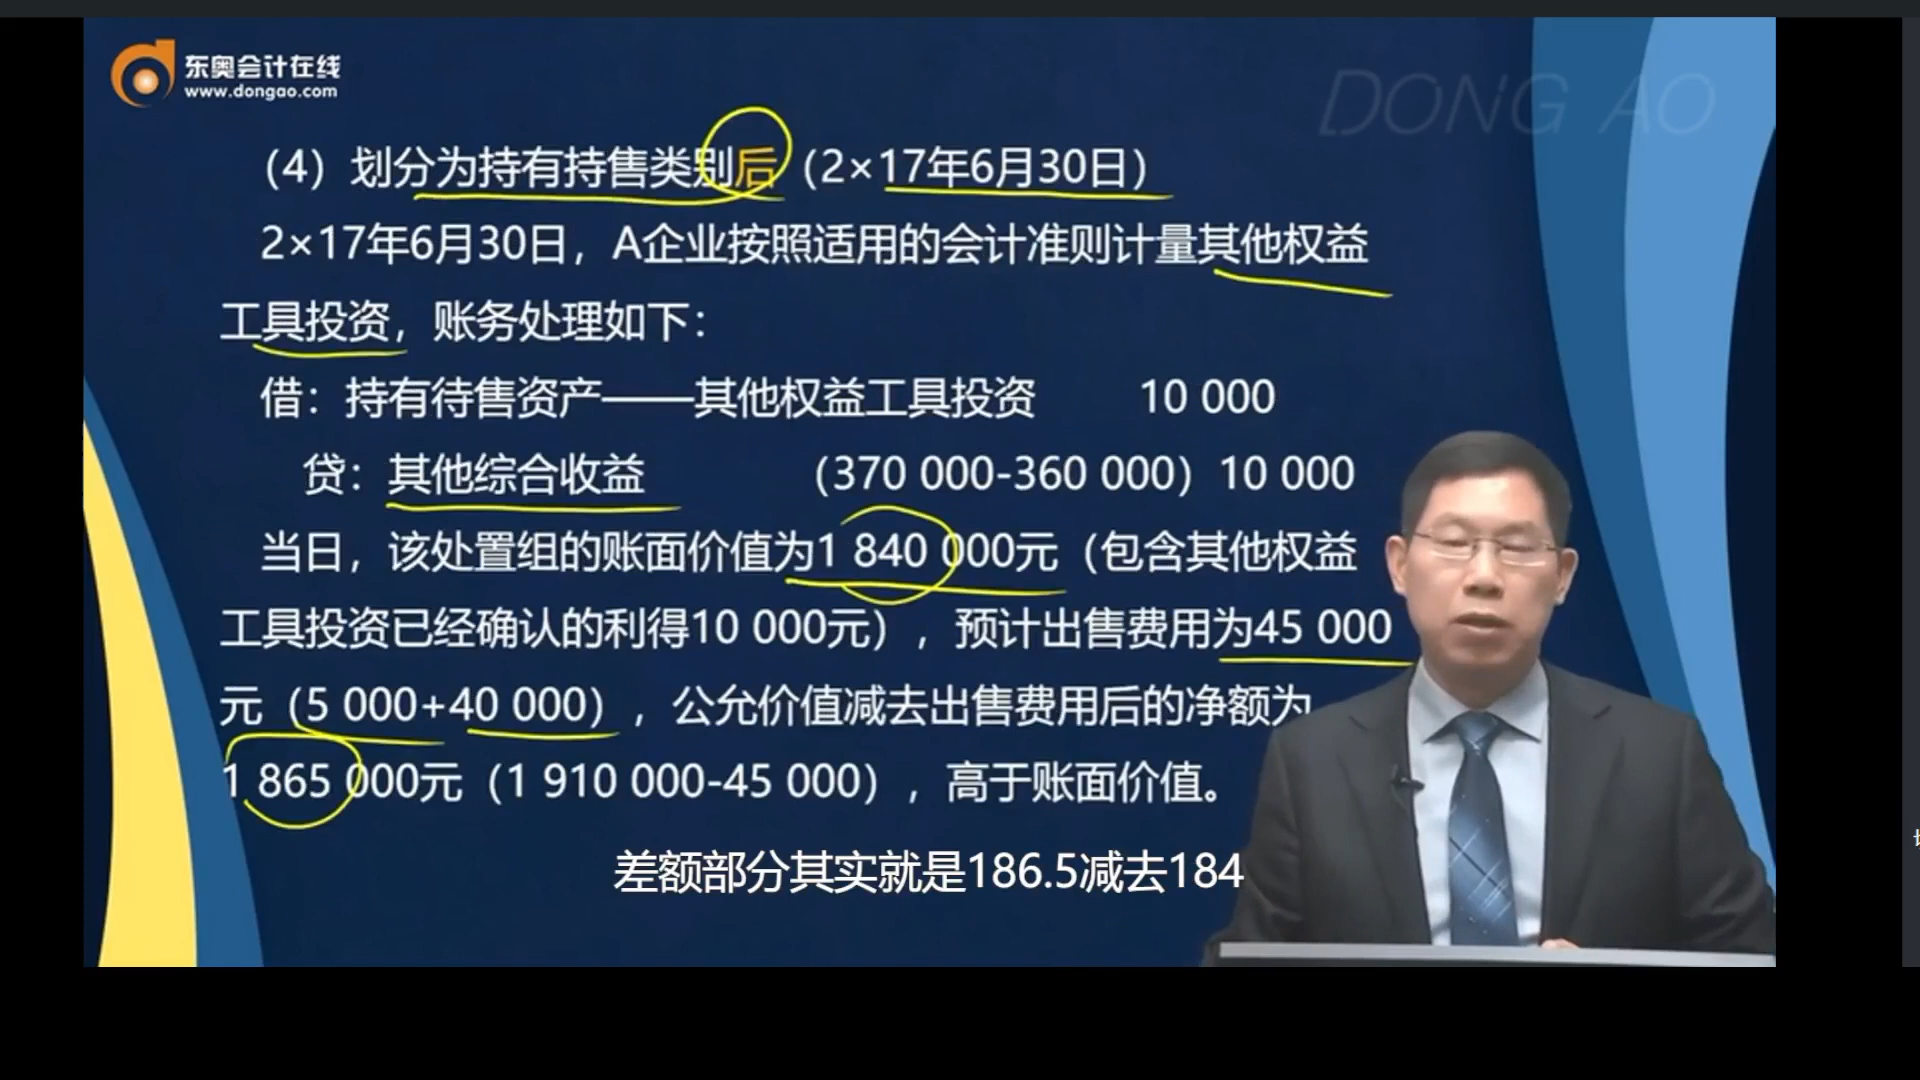 东奥会计在线
www.dongao.com
DONG AO
（4）划分为持有持售类别后（2×17年6月30日）
2×17年6月30日，A企业按照适用的会计准则计量其他权益
工具投资，账务处理如下：
借：持有待售资产——其他权益工具投资 10 000
贷：其他综合收益 （370 000-360 000）10 000
当日，该处置组的账面价值为1 840 000元（包含其他权益
工具投资已经确认的利得10 000元），预计出售费用为45 000
元（5 000+40 000），公允价值减去出售费用后的净额为
1 865 000元（1 910 000-45 000），高于账面价值。
差额部分其实就是186.5减去184